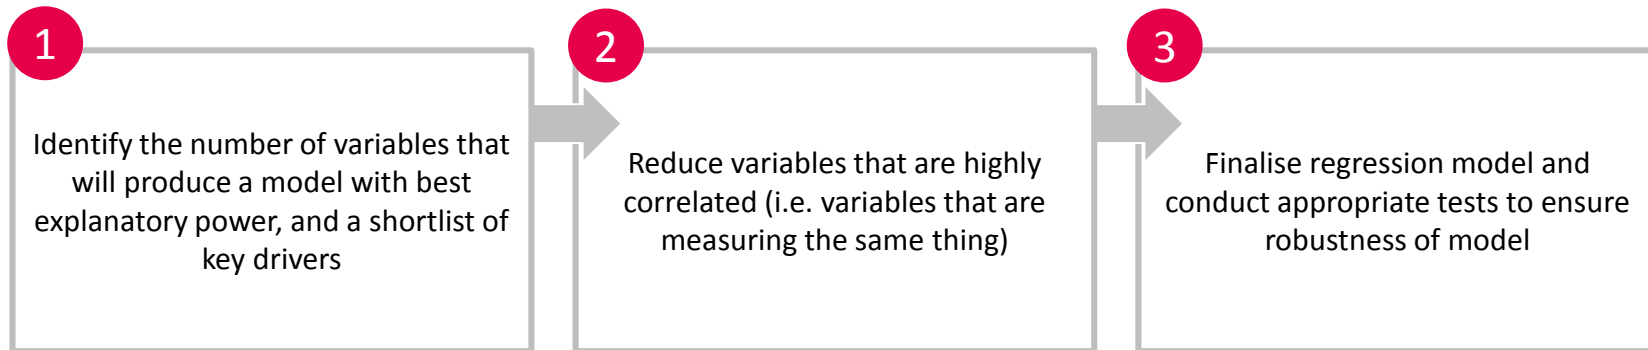 1
Identify the number of variables that
will produce a model with best
explanatory power, and a shortlist of
key drivers
2
Reduce variables that are highly
correlated (i.e. variables that are
measuring the same thing)
3
Finalise regression model and
conduct appropriate tests to ensure
robustness of model